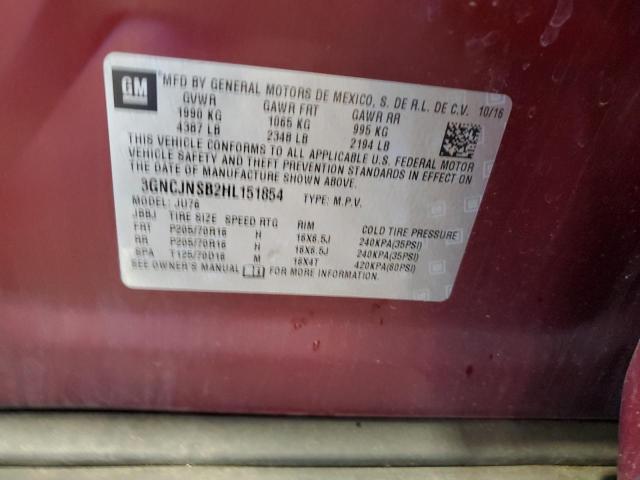 GM
MFD BY GENERAL MOTORS DE MEXICO, S. DE R.L. DE C.V. 10/16
GVWR GAWR FRT GAWR RR
1990 KG 1065 KG 995 KG
4387 LB 2348 LB 2194 LB
THIS VEHICLE CONFORMS TO ALL APPLICABLE U.S. FEDERAL MOTOR
VEHICLE SAFETY AND THEFT PREVENTION STANDARDS IN EFFECT ON THE
DATE OF MANUFACTURE SHOWN ABOVE.
3GNCJNSB2HL151854 TYPE: M.P.V.
MODEL: JU76
JBBJ TIRE SIZE SPEED RTG RIM COLD TIRE PRESSURE
FRT P205/70R16 H 16X6.5J 240KPA(35PSI)
RR P205/70R16 H 16X6.5J 240KPA(35PSI)
SPA T125/70D16 M 16X4T 420KPA(60PSI)
SEE OWNER'S MANUAL FOR MORE INFORMATION.